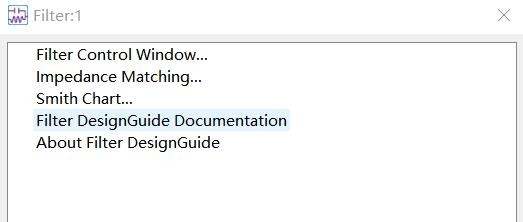 Filter:1
Filter Control Window...
Impedance Matching...
Smith Chart...
Filter DesignGuide Documentation
About Filter DesignGuide